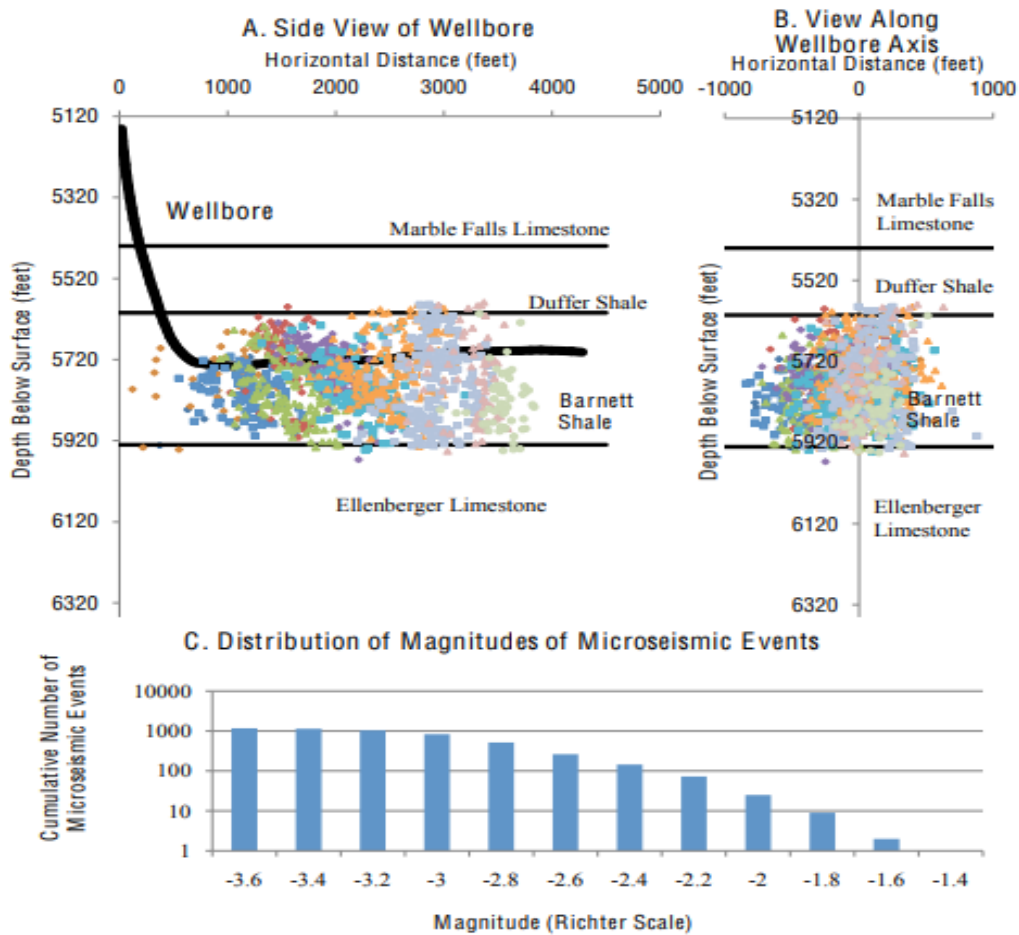 A. Side View of Wellbore
Horizontal Distance (feet)
0 1000 2000 3000 4000 5000
5120
5320
5520
5720
5920
6120
6320
Depth Below Surface (feet)
Wellbore
Marble Falls Limestone
Duffer Shale
Barnett
Shale
Ellenberger Limestone
B. View Along
Wellbore Axis
Horizontal Distance (feet)
-1000 0 1000
5120
5320
5520
5720
5920
6120
6320
Depth Below Surface (feet)
Marble Falls
Limestone
Duffer Shale
Barnett
Shale
Ellenberger
Limestone
C. Distribution of Magnitudes of Microseismic Events
Cumulative Number of
Microseismic Events
10000
1000
100
10
1
-3.6 -3.4 -3.2 -3 -2.8 -2.6 -2.4 -2.2 -2 -1.8 -1.6 -1.4
Magnitude (Richter Scale)